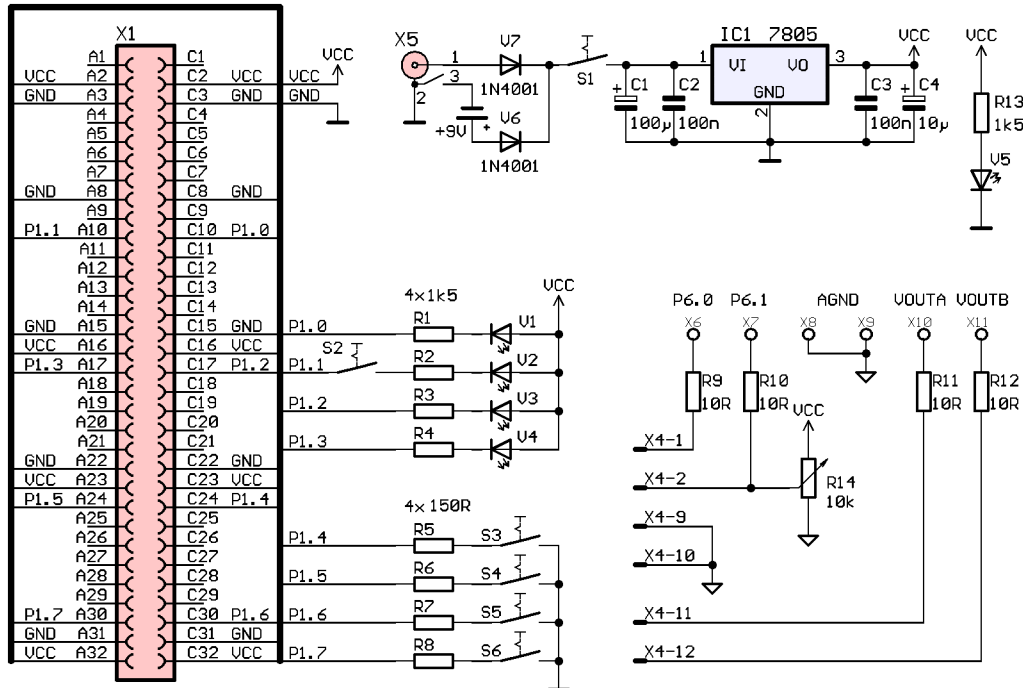 X1
A1 C1
VCC A2 C2 VCC VCC VCC
GND A3 C3 GND GND
A4 C4
A5 C5
A6 C6
A7 C7
GND A8 C8 GND
A9 C9
P1.1 A10 C10 P1.0
A11 C11
A12 C12
A13 C13
A14 C14
GND A15 C15 GND
VCC A16 C16 VCC
P1.3 A17 C17 P1.2
A18 C18
A19 C19
A20 C20
A21 C21
GND A22 C22 GND
VCC A23 C23 VCC
P1.5 A24 C24 P1.4
A25 C25
A26 C26
A27 C27
A28 C28
A29 C29
P1.7 A30 C30 P1.6
GND A31 C31 GND
VCC A32 C32 VCC
X5
1
3
2
+9V
+
V7
1N4001
V6
1N4001
S1
+ C1
100µ
C2
100n
IC1 7805
1 VI VO 3
GND
2
VCC
C3
100n
+ C4
10µ
VCC
R13
1k5
V5
4x1k5
VCC
P1.0 R1 V1
P1.1 S2 R2 V2
P1.2 R3 V3
P1.3 R4 V4
4x150R
P1.4 R5 S3
P1.5 R6 S4
P1.6 R7 S5
P1.7 R8 S6
P6.0 P6.1 AGND VOUTA VOUTB
X6 X7 X8 X9 X10 X11
R9
10R
R10
10R
R11
10R
R12
10R
VCC
R14
10k
X4-1
X4-2
X4-9
X4-10
X4-11
X4-12